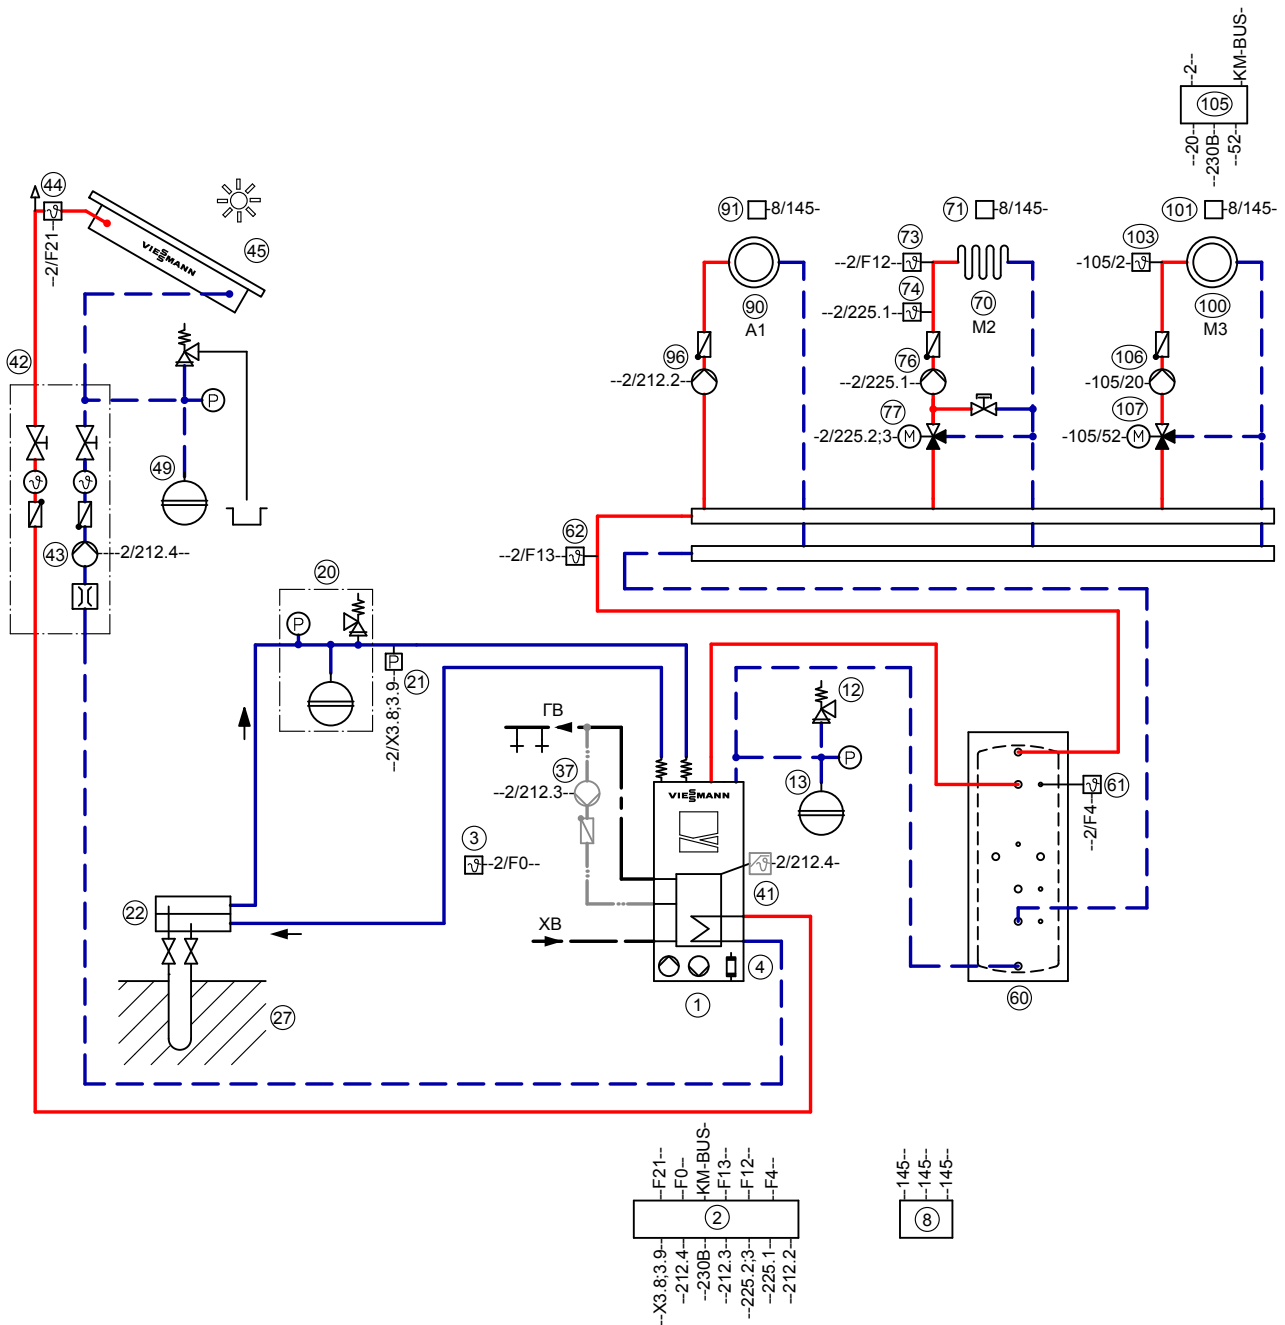 --2--
KM-BUS-
105
--20--
--230B--
--52--
44
--2/F21--
45
VIESSMANN
91
-8/145-
71
-8/145-
101
-8/145-
73
--2/F12--
103
-105/2-
74
--2/225.1--
90
A1
70
M2
100
M3
42
96
--2/212.2--
76
--2/225.1--
106
-105/20-
77
-2/225.2;3-
M
107
-105/52-
M
P
49
43
---2/212.4--
62
--2/F13--
20
P
P
21
--2/X3.8;3.9--
12
P
13
ГВ
37
--2/212.3--
VIESSMANN
61
--2/F4--
3
--2/F0--
-2/212.4-
41
22
ХВ
4
1
60
27
--F21--
--F0--
KM-BUS-
--F13--
--F12--
--F4--
2
--X3.8;3.9--
--212.4--
--230B--
--212.3--
--225.2;3--
--225.1--
--212.2--
--145--
--145--
--145--
8